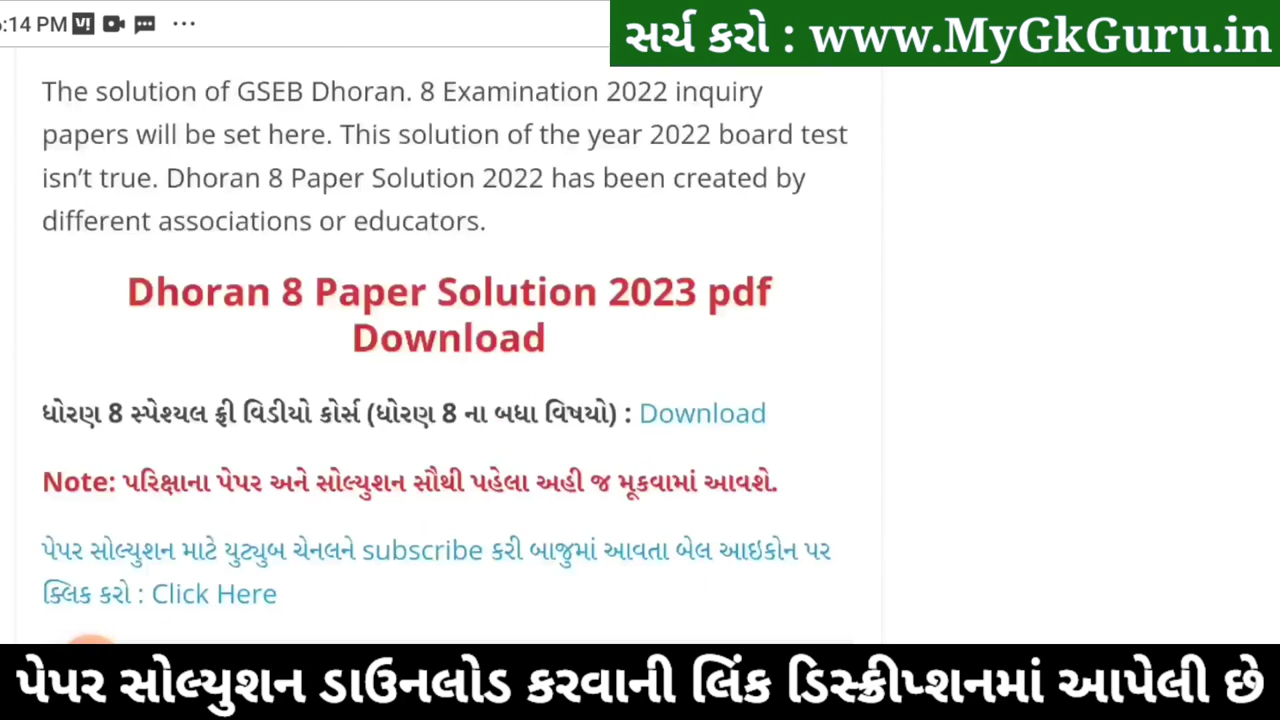 :14 PM
સર્ચ કરો : www.MyGkGuru.in
The solution of GSEB Dhoran. 8 Examination 2022 inquiry
papers will be set here. This solution of the year 2022 board test
isn’t true. Dhoran 8 Paper Solution 2022 has been created by
different associations or educators.
Dhoran 8 Paper Solution 2023 pdf
Download
ધોરણ 8 સ્પેશ્યલ ફ્રી વિડીયો કોર્સ (ધોરણ 8 ના બધા વિષયો) : Download
Note: પરિક્ષાના પેપર અને સોલ્યુશન સૌથી પહેલા અહી જ મૂકવામાં આવશે.
પેપર સોલ્યુશન માટે યુટ્યુબ ચેનલને subscribe કરી બાજુમાં આવતા બેલ આઇકોન પર
ક્લિક કરો : Click Here
પેપર સોલ્યુશન ડાઉનલોડ કરવાની લિંક ડિસ્ક્રીપ્શનમાં આપેલી છે